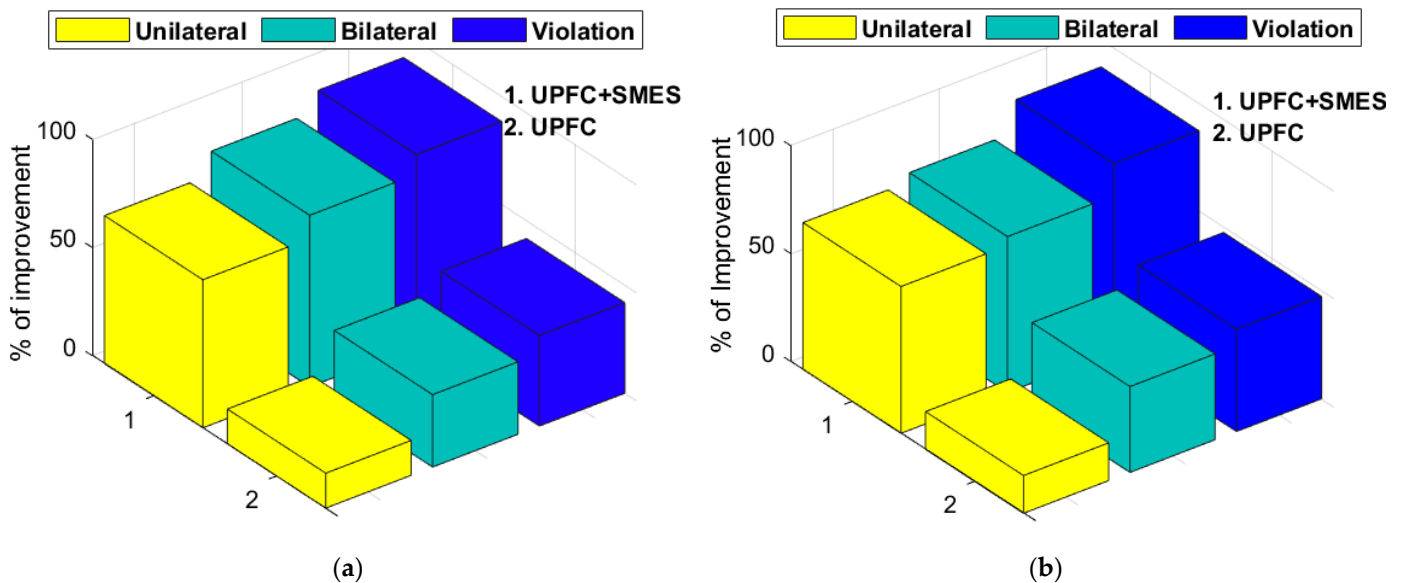 Unilateral Bilateral Violation
1. UPFC+SMES
2. UPFC
% of improvement
100
50
0
1
2
(a)
Unilateral Bilateral Violation
1. UPFC+SMES
2. UPFC
% of Improvement
100
50
0
1
2
(b)